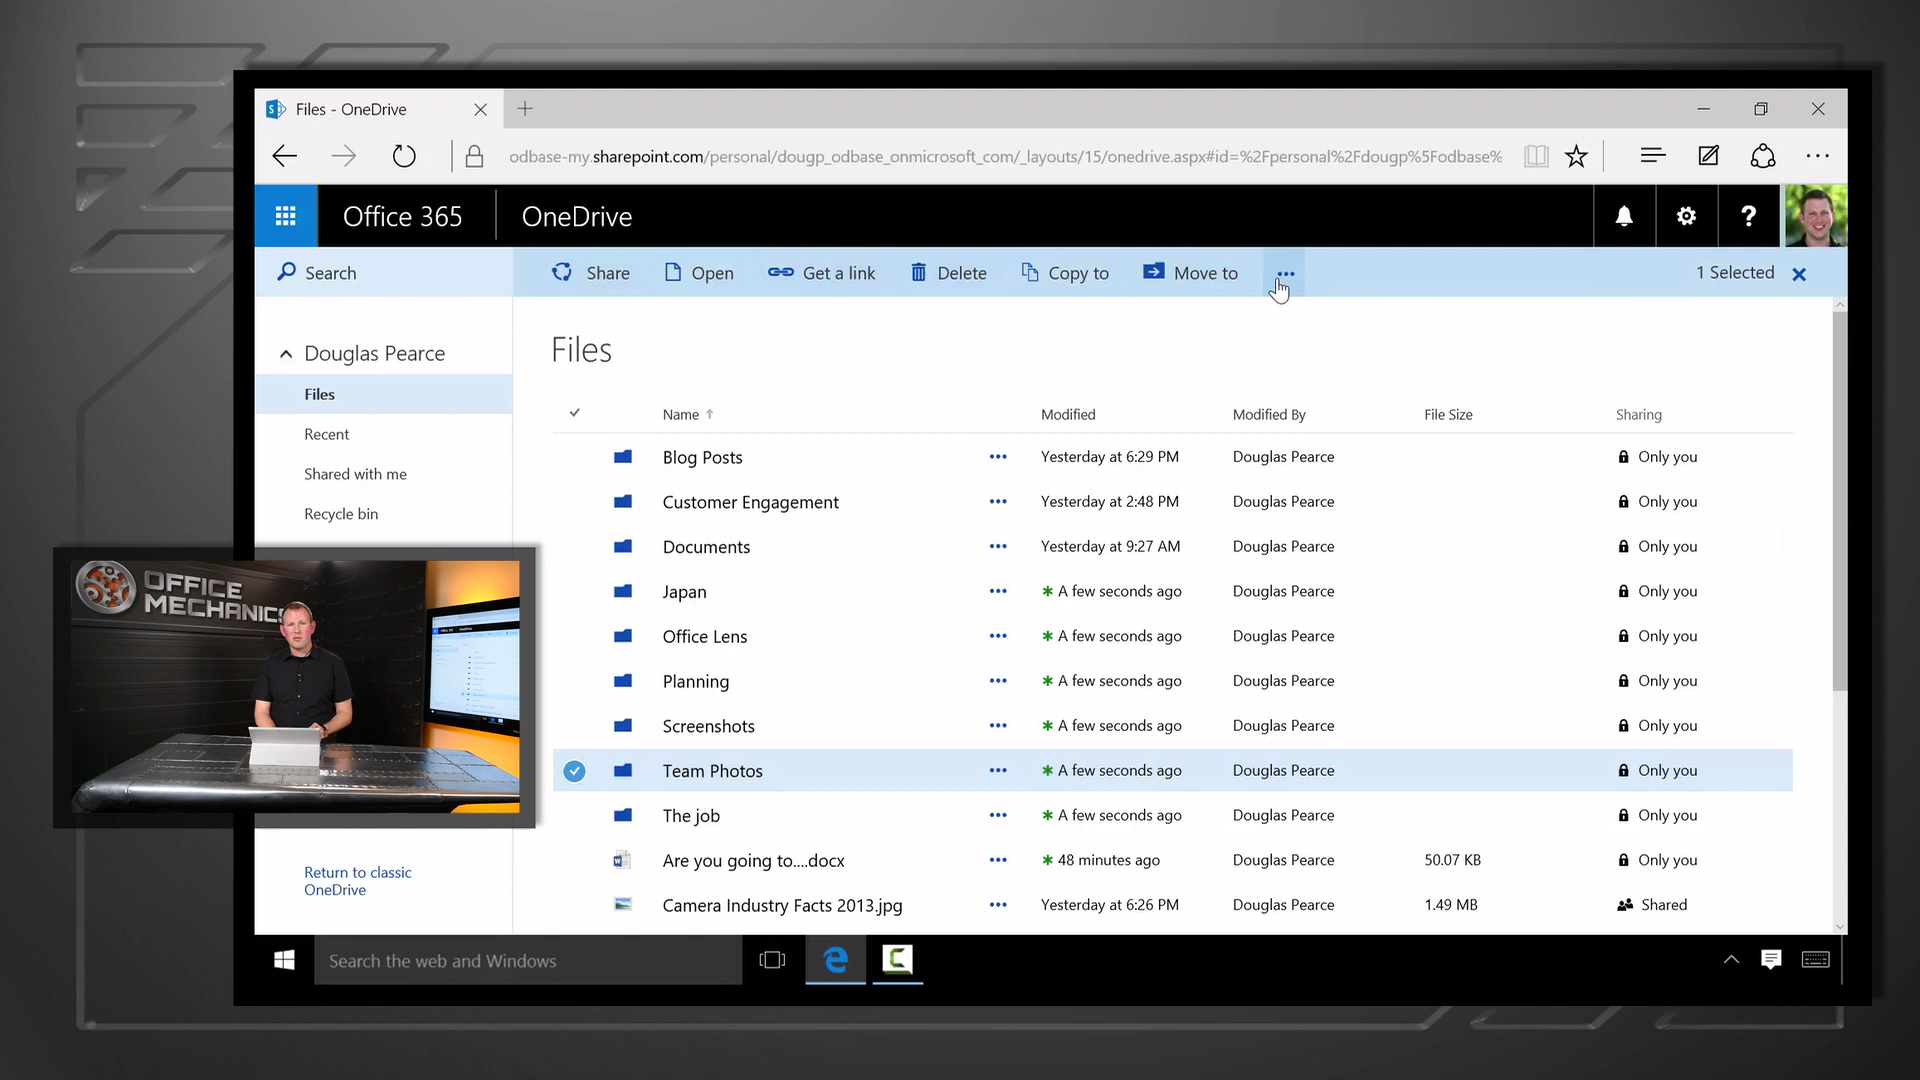 Files - OneDrive
odbase-my.sharepoint.com/personal/dougp_odbase_onmicrosoft_com/_layouts/15/onedrive.aspx#id=%2Fpersonal%2Fdougp%5Fodbase%
Office 365 OneDrive ?
Search Share Open Get a link Delete Copy to Move to ... 1 Selected
Douglas Pearce
Files
Recent
Shared with me
Recycle bin
Return to classic
OneDrive
Files
Name Modified Modified By File Size Sharing
Blog Posts ... Yesterday at 6:29 PM Douglas Pearce Only you
Customer Engagement ... Yesterday at 2:48 PM Douglas Pearce Only you
Documents ... Yesterday at 9:27 AM Douglas Pearce Only you
Japan ... A few seconds ago Douglas Pearce Only you
Office Lens ... A few seconds ago Douglas Pearce Only you
Planning ... A few seconds ago Douglas Pearce Only you
Screenshots ... A few seconds ago Douglas Pearce Only you
Team Photos ... A few seconds ago Douglas Pearce Only you
The job ... A few seconds ago Douglas Pearce Only you
Are you going to....docx ... 48 minutes ago Douglas Pearce 50.07 KB Only you
Camera Industry Facts 2013.jpg ... Yesterday at 6:26 PM Douglas Pearce 1.49 MB Shared
OFFICE
MECHANICS
Search the web and Windows